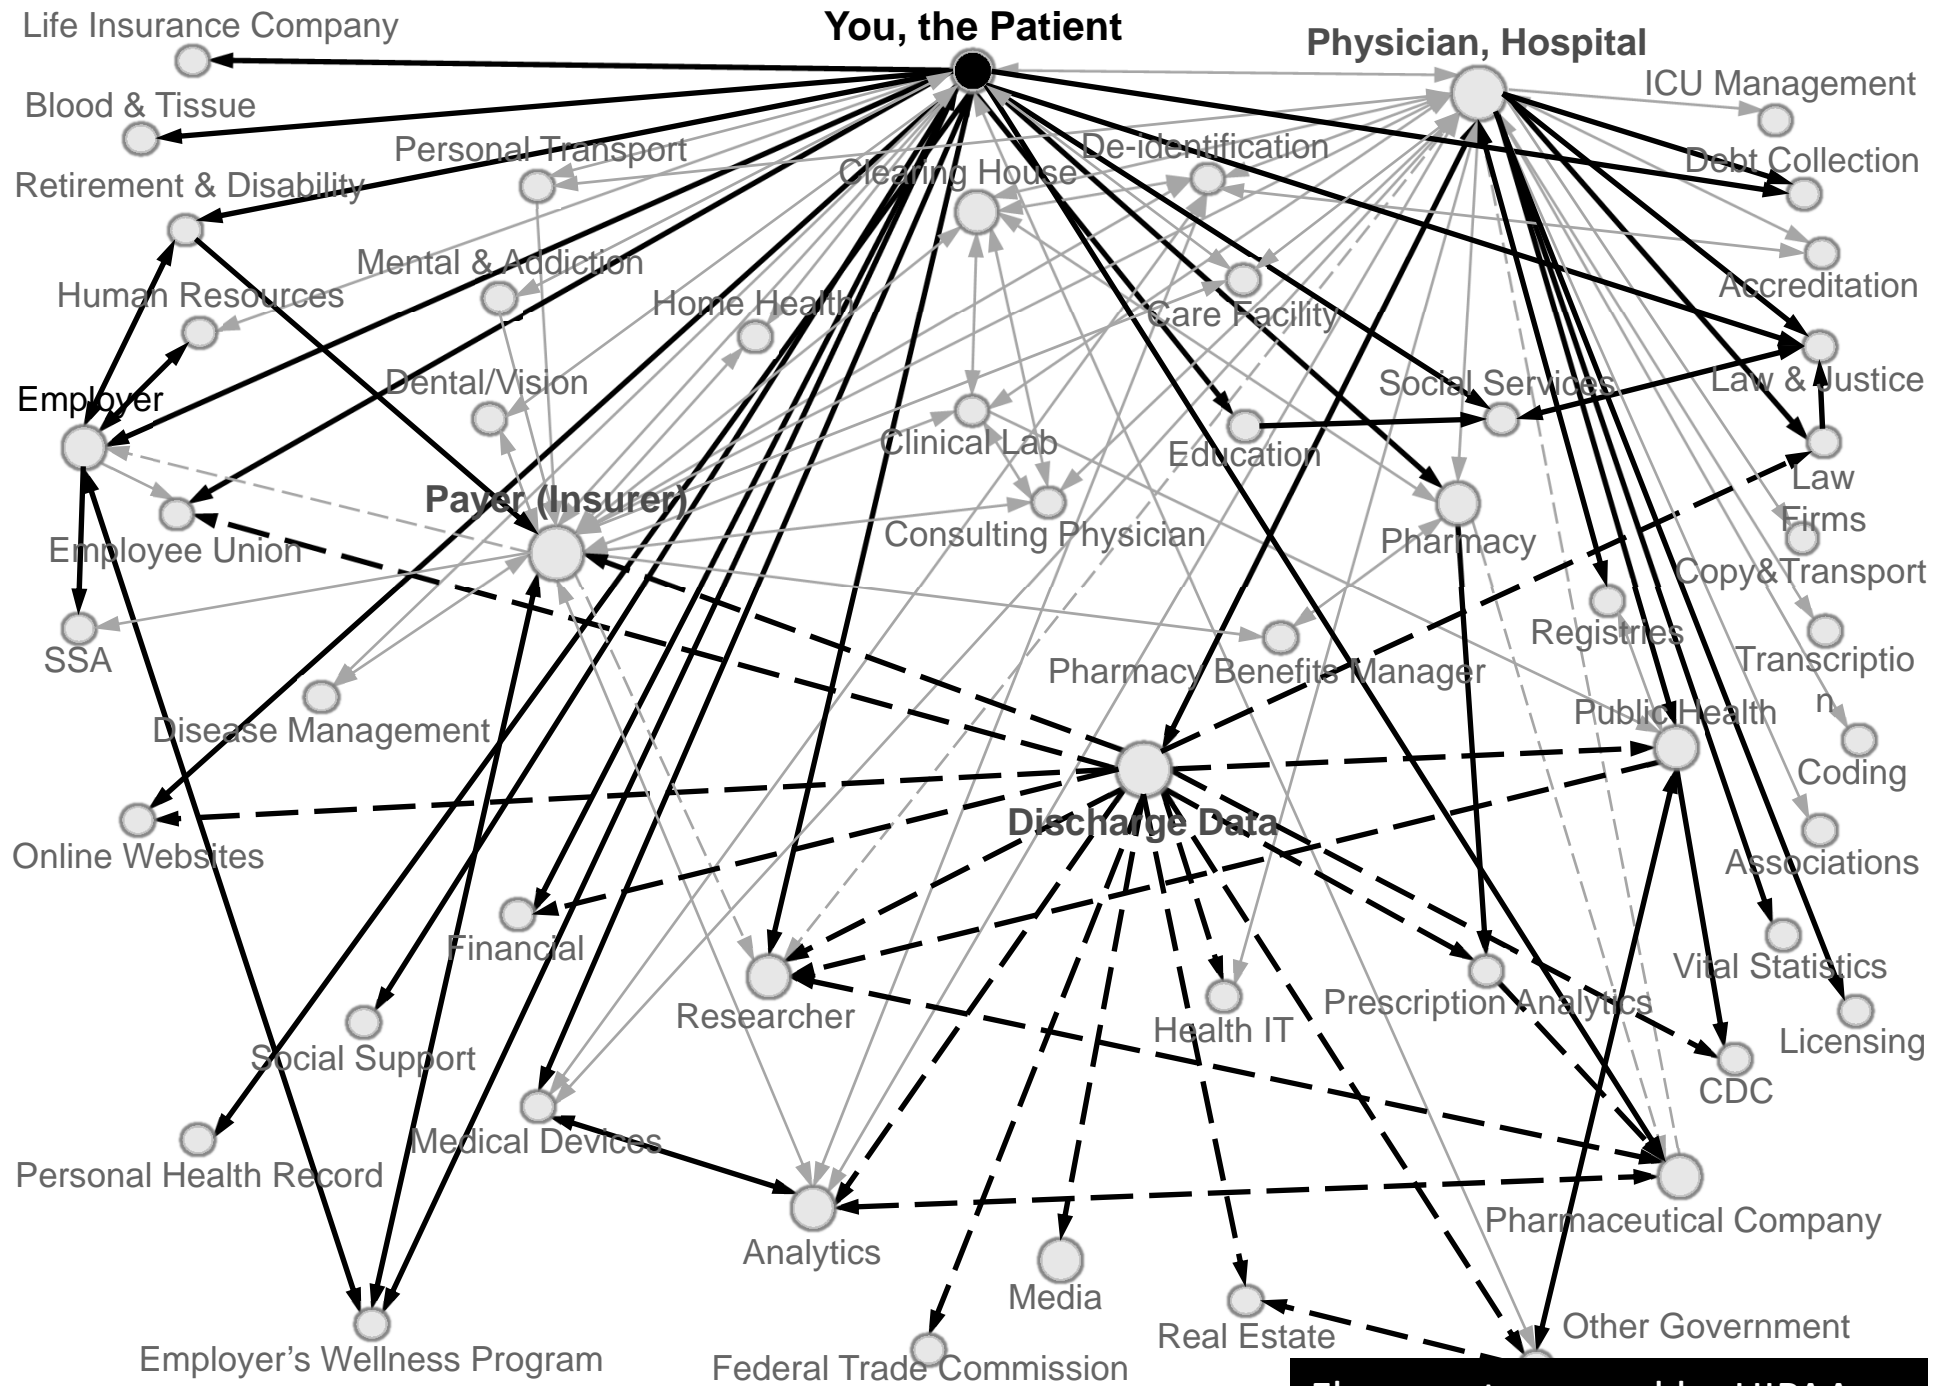 Life Insurance Company
You, the Patient
Physician, Hospital
ICU Management
Blood & Tissue
Personal Transport
De-identification
Debt Collection
Clearing House
Retirement & Disability
Mental & Addiction
Accreditation
Human Resources
Home Health
Care Facility
Dental/Vision
Social Services
Law & Justice
Employer
Clinical Lab
Education
Law
Firms
Payer (Insurer)
Consulting Physician
Pharmacy
Employee Union
Copy&Transport
Registries
SSA
Pharmacy Benefits Manager
Transcriptio
n
Disease Management
Public Health
Coding
Discharge Data
Online Websites
Associations
Financial
Vital Statistics
Researcher
Health IT
Prescription Analytics
Licensing
Social Support
CDC
Medical Devices
Personal Health Record
Pharmaceutical Company
Analytics
Media
Real Estate
Other Government
Employer’s Wellness Program
Federal Trade Commission